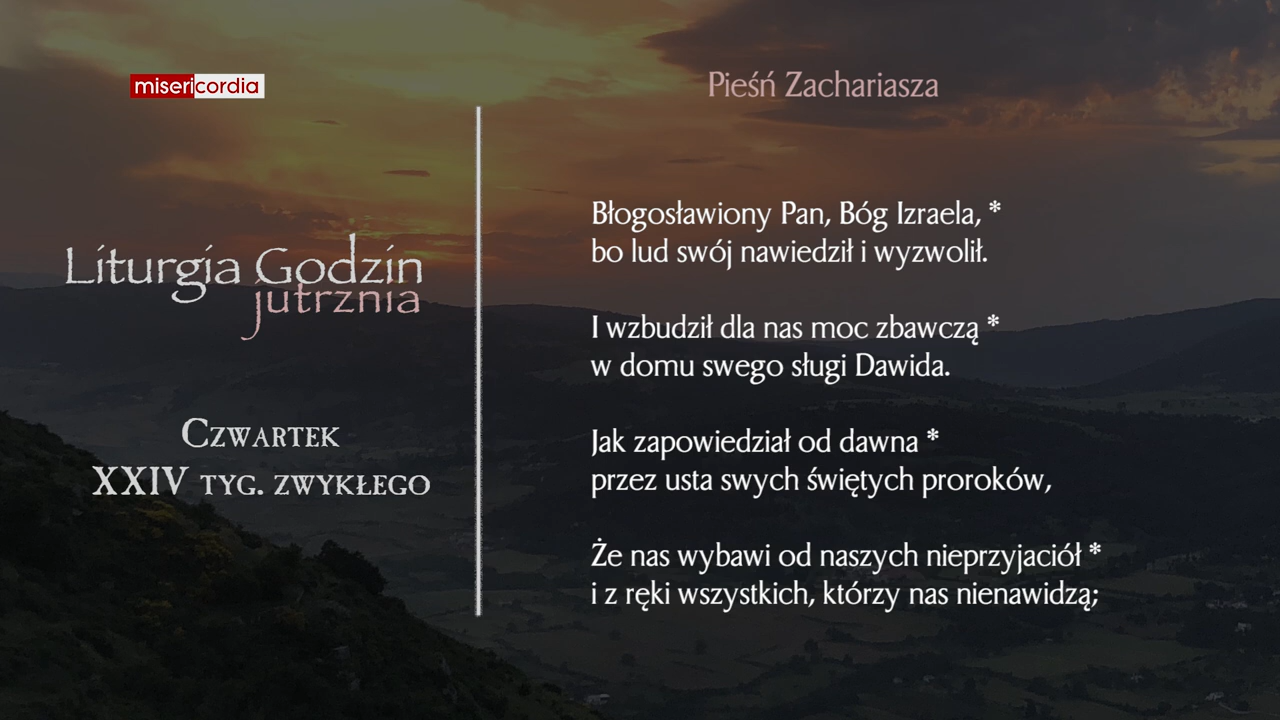 misericordia
Liturgia Godzin
jutrznia
Czwartek
XXIV tyg. zwykłego
Pieśń Zachariasza
Błogosławiony Pan, Bóg Izraela, *
bo lud swój nawiedził i wyzwolił.
I wzbudził dla nas moc zbawczą *
w domu swego sługi Dawida.
Jak zapowiedział od dawna *
przez usta swych świętych proroków,
Że nas wybawi od naszych nieprzyjaciół *
i z ręki wszystkich, którzy nas nienawidzą;